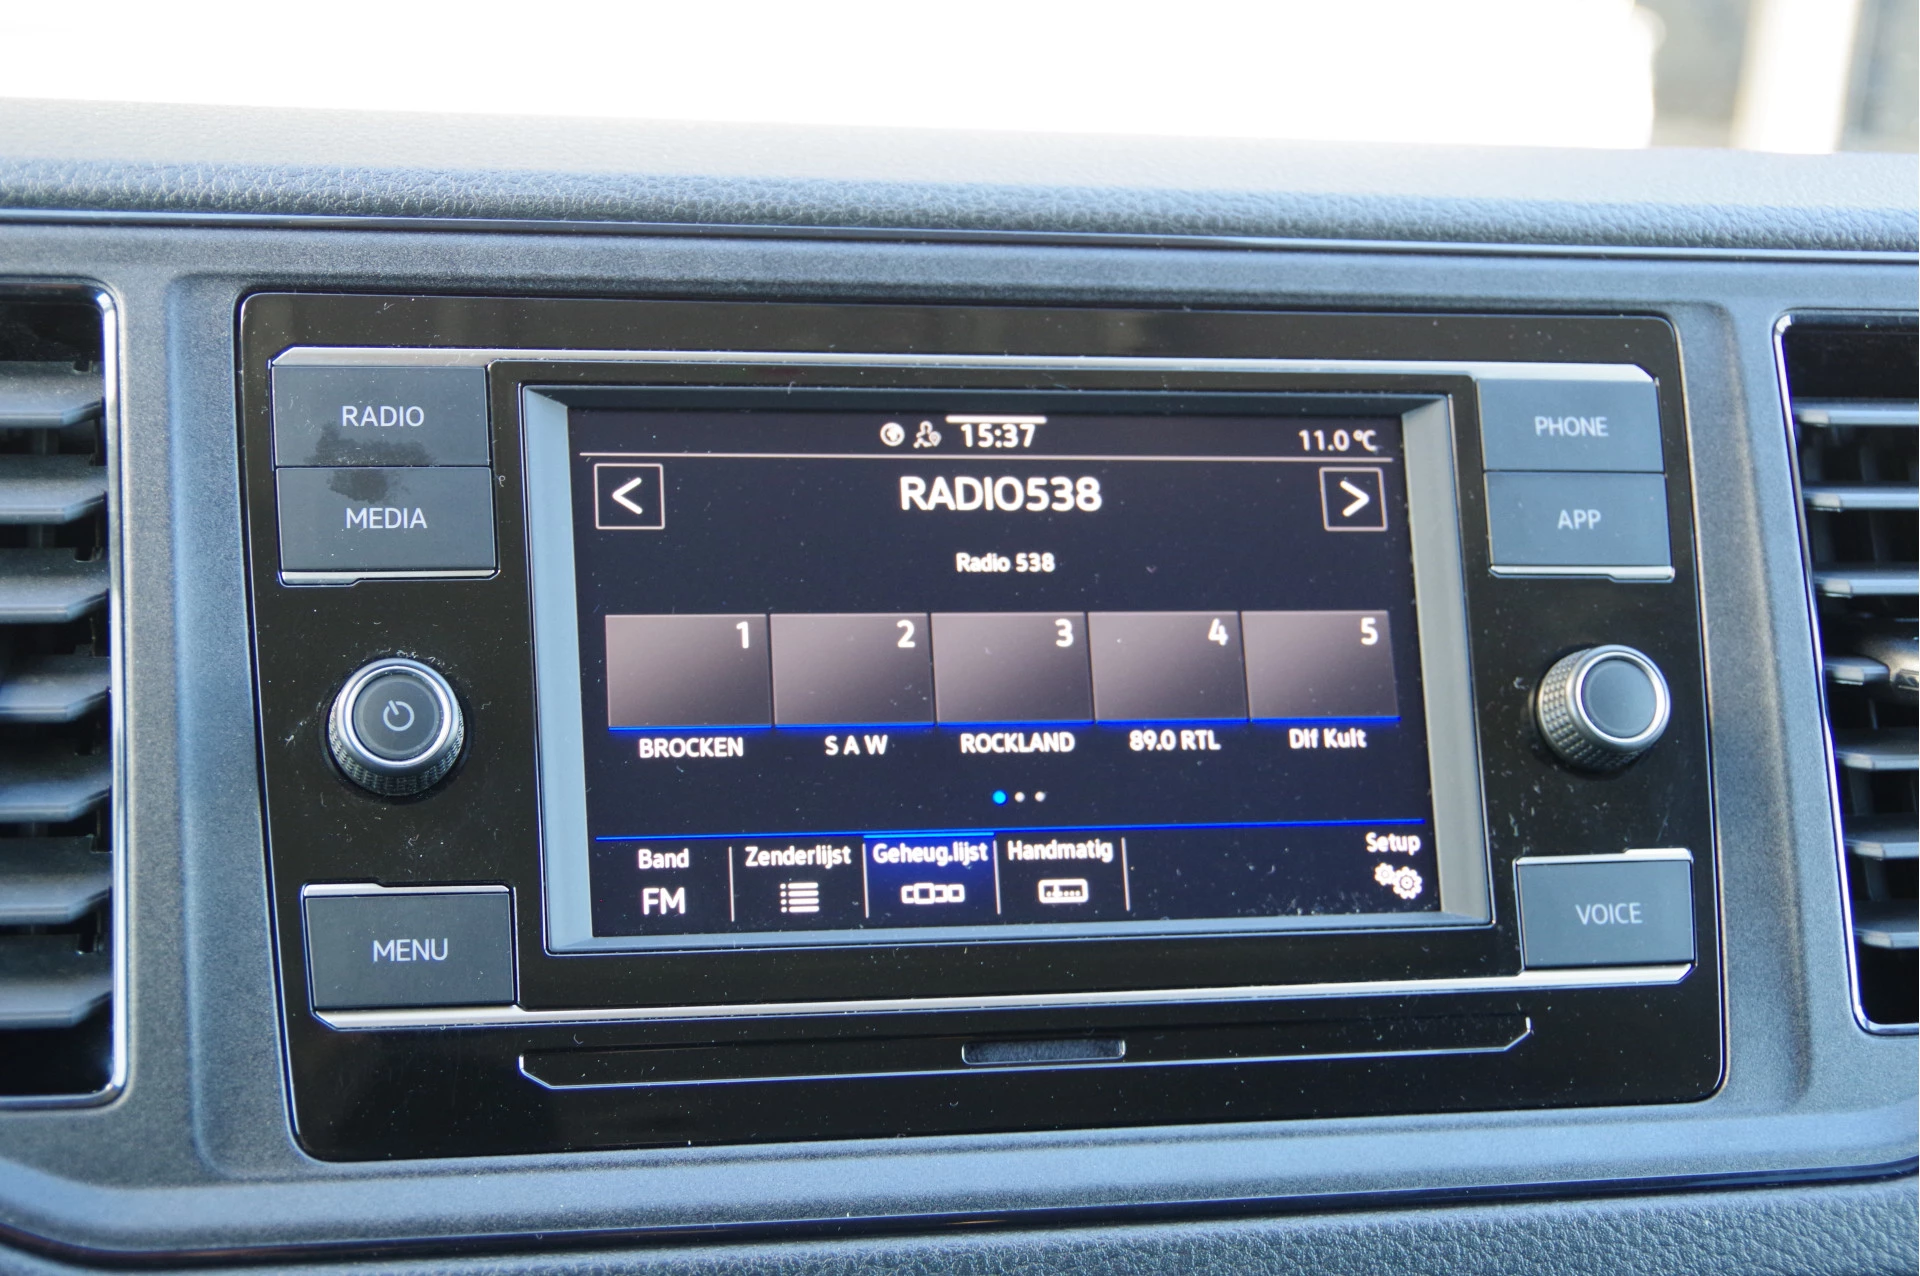 RADIO
MEDIA
MENU
15:37
11.0 °C
<
RADIO538
>
Radio 538
1 2 3 4 5
BROCKEN S A W ROCKLAND 89.0 RTL Dlf Kult
Band Zenderlijst Geheug.lijst Handmatig Setup
FM
PHONE
APP
VOICE